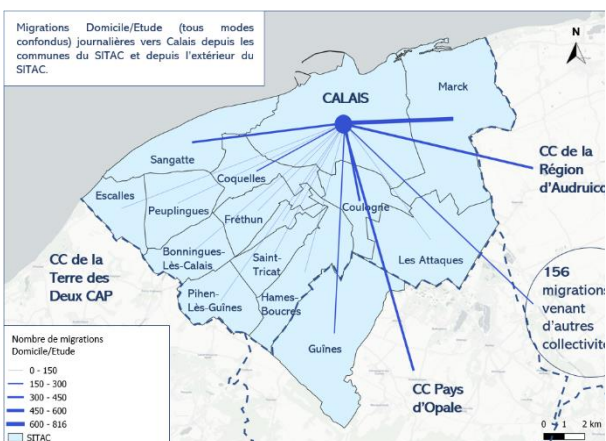 Migrations Domicile/Etude (tous modes
confondus) journalières vers Calais depuis les
communes du SITAC et depuis l'extérieur du
SITAC.
N
CALAIS
Marck
Sangatte
CC de la
Région
d'Audruicq
Escalles
Coquelles
Peuplingues
Fréthun
Coulogne
CC de la
Terre des
Deux CAP
Bonningues-
Lès-Calais
Saint-
Tricat
Les Attaques
Pihen-
Lès-Guînes
Hames-
Boucres
156
migrations
venant
d'autres
collectivité
Guînes
CC Pays
d'Opale
Nombre de migrations
Domicile/Etude
0 - 150
150 - 300
300 - 450
450 - 600
600 - 816
SITAC
0 1 2 km